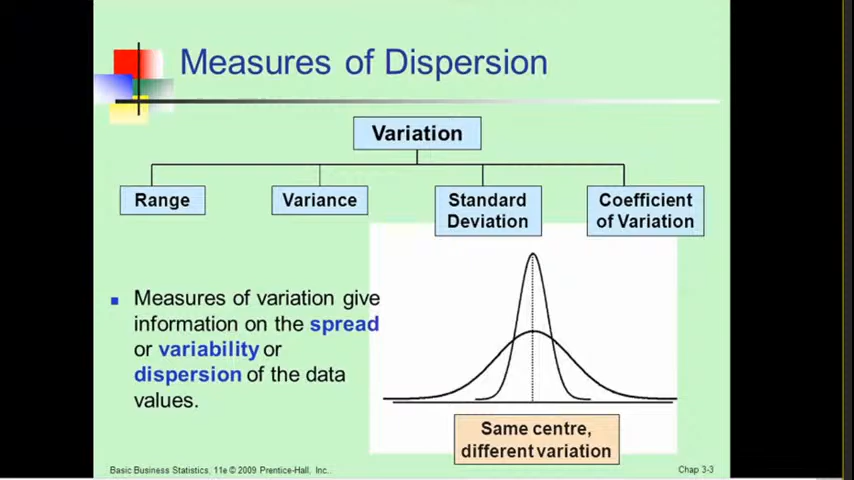 Measures of Dispersion
Variation
Range
Variance
Standard
Deviation
Coefficient
of Variation
Measures of variation give
information on the spread
or variability or
dispersion of the data
values.
Same centre,
different variation
Basic Business Statistics, 11e © 2009 Prentice-Hall, Inc..
Chap 3-3